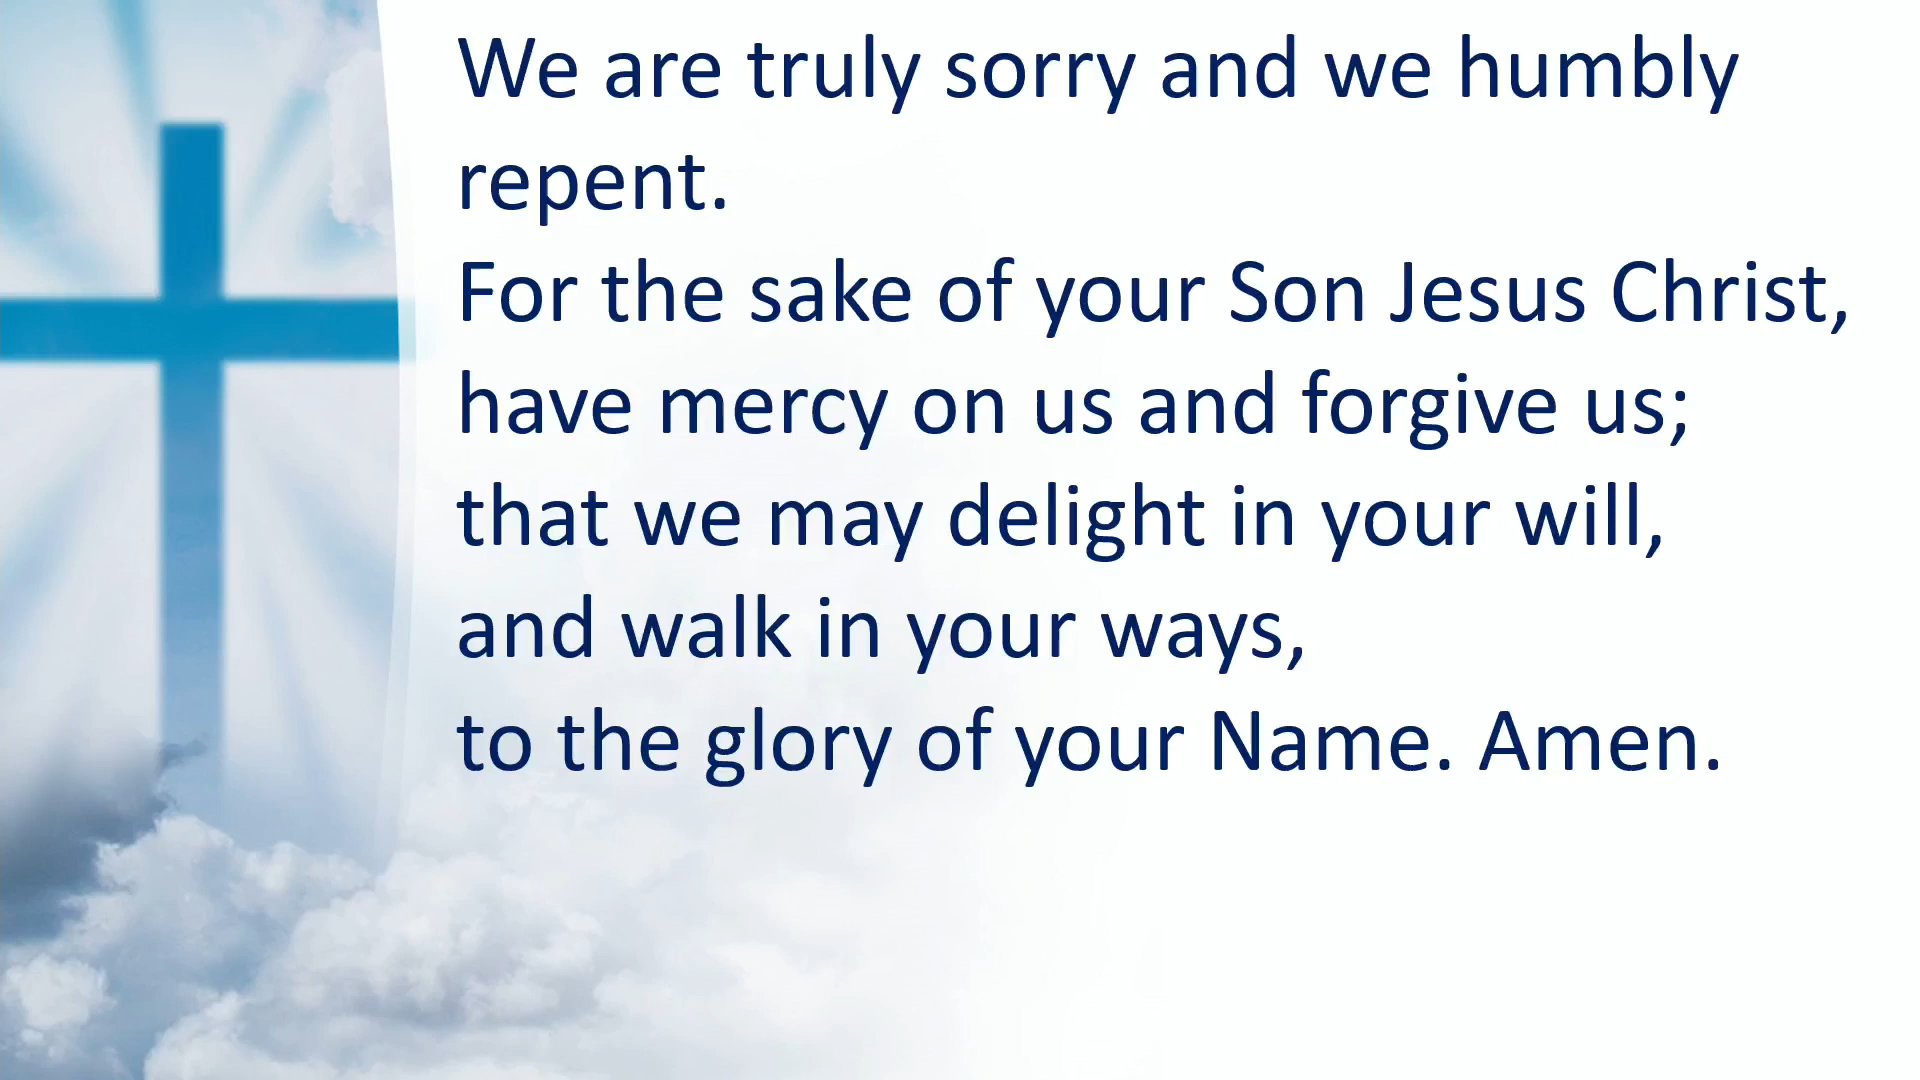 We are truly sorry and we humbly
repent.
For the sake of your Son Jesus Christ,
have mercy on us and forgive us;
that we may delight in your will,
and walk in your ways,
to the glory of your Name. Amen.